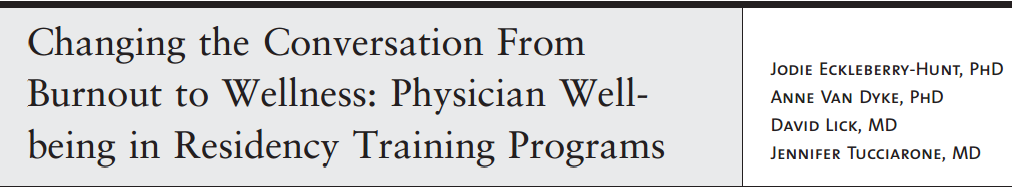 Changing the Conversation From
Burnout to Wellness: Physician Well-
being in Residency Training Programs
Jodie Eckleberry-Hunt, PhD
Anne Van Dyke, PhD
David Lick, MD
Jennifer Tucciarone, MD